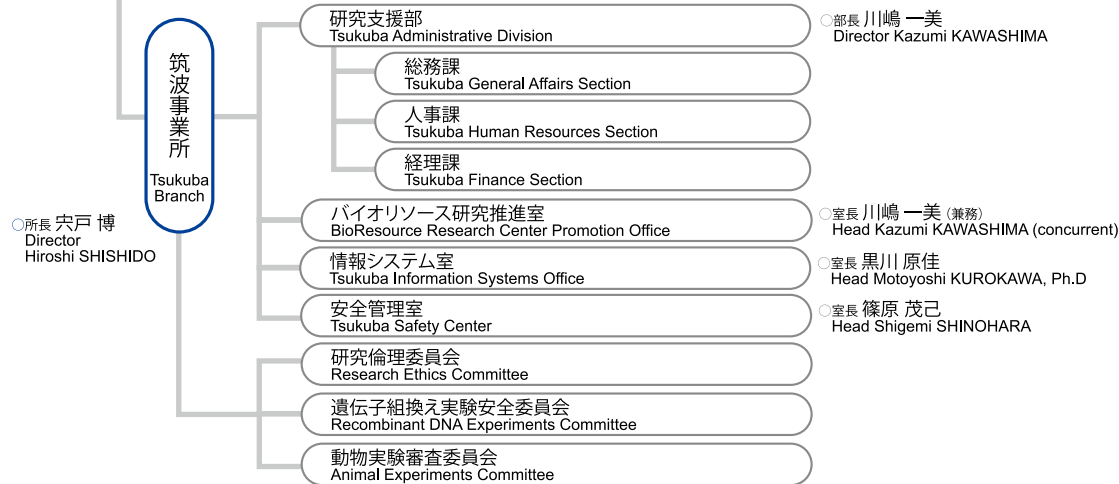 研究支援部
Tsukuba Administrative Division
○部長 川嶋 一美
Director Kazumi KAWASHIMA
総務課
Tsukuba General Affairs Section
人事課
Tsukuba Human Resources Section
経理課
Tsukuba Finance Section
筑波事業所
Tsukuba
Branch
○所長 宍戸 博
Director
Hiroshi SHISHIDO
バイオリソース研究推進室
BioResource Research Center Promotion Office
○室長 川嶋 一美 (兼務)
Head Kazumi KAWASHIMA (concurrent)
情報システム室
Tsukuba Information Systems Office
○室長 黒川 原佳
Head Motoyoshi KUROKAWA, Ph.D
安全管理室
Tsukuba Safety Center
○室長 篠原 茂己
Head Shigemi SHINOHARA
研究倫理委員会
Research Ethics Committee
遺伝子組換え実験安全委員会
Recombinant DNA Experiments Committee
動物実験審査委員会
Animal Experiments Committee